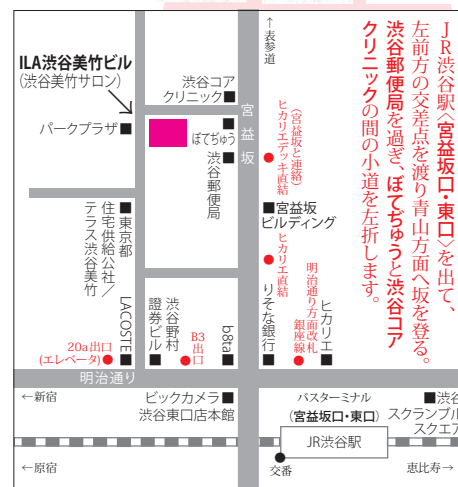 JR渋谷駅〈宮益坂口・東口〉を出て、
左前方の交差点を渡り青山方面へ坂を登る。
渋谷郵便局を過ぎ、ぼてぢゅうと渋谷コア
クリニックの間の小道を左折します。
↑表参道
ILA渋谷美竹ビル
(渋谷美竹サロン)
渋谷コア
クリニック
パークプラザ
ぼてぢゅう
渋谷郵便局
宮益坂
(宮益坂と連絡)
ヒカリエデッキ直結
宮益坂
ビルディング
ヒカリエ直結
東京都
住宅供給公社/
テラス渋谷美竹
LACOSTE
20a出口
(エレベータ)
渋谷野村
證券ビル
B3
出口
b8ta
りそな銀行
明治通り方面改札
銀座線
ヒカリエ
明治通り
←新宿
ビックカメラ
渋谷東口店本館
バスターミナル
(宮益坂口・東口)
渋谷
スクランブル
スクエア
JR渋谷駅
←原宿
交番
恵比寿→